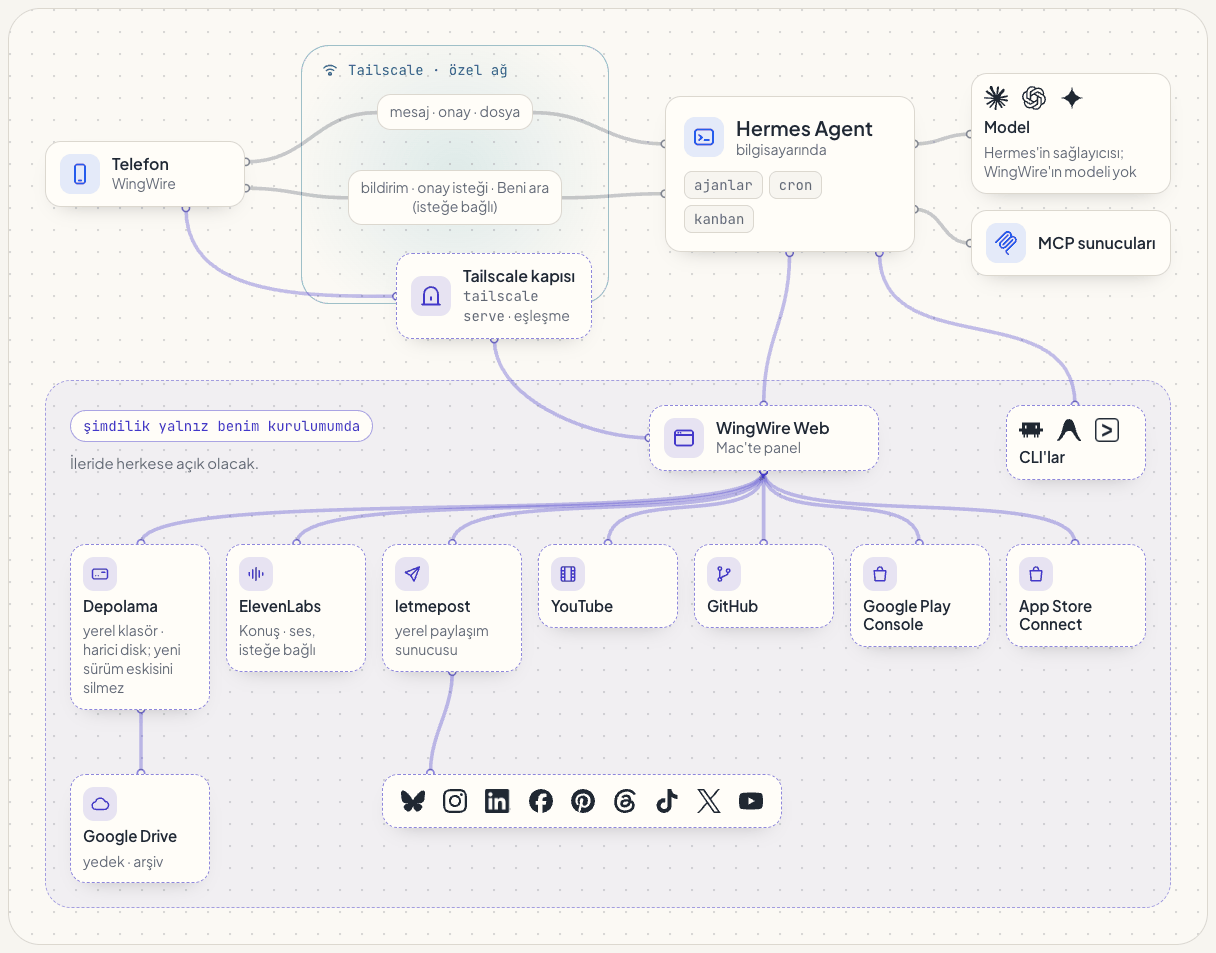 Tailscale · özel ağ
mesaj · onay · dosya
Telefon
WingWire
bildirim · onay isteği · Beni ara
(isteğe bağlı)
Hermes Agent
bilgisayarında
ajanlar
cron
kanban
Model
Hermes'in sağlayıcısı;
WingWire'ın modeli yok
MCP sunucuları
Tailscale kapısı
tailscale
serve · eşleşme
şimdilik yalnız benim kurulumumda
İleride herkese açık olacak.
WingWire Web
Mac'te panel
CLI'lar
Depolama
yerel klasör ·
harici disk; yeni
sürüm eskisini
silmez
ElevenLabs
Konuş · ses,
isteğe bağlı
letmepost
yerel paylaşım
sunucusu
YouTube
GitHub
Google Play
Console
App Store
Connect
Google Drive
yedek · arşiv